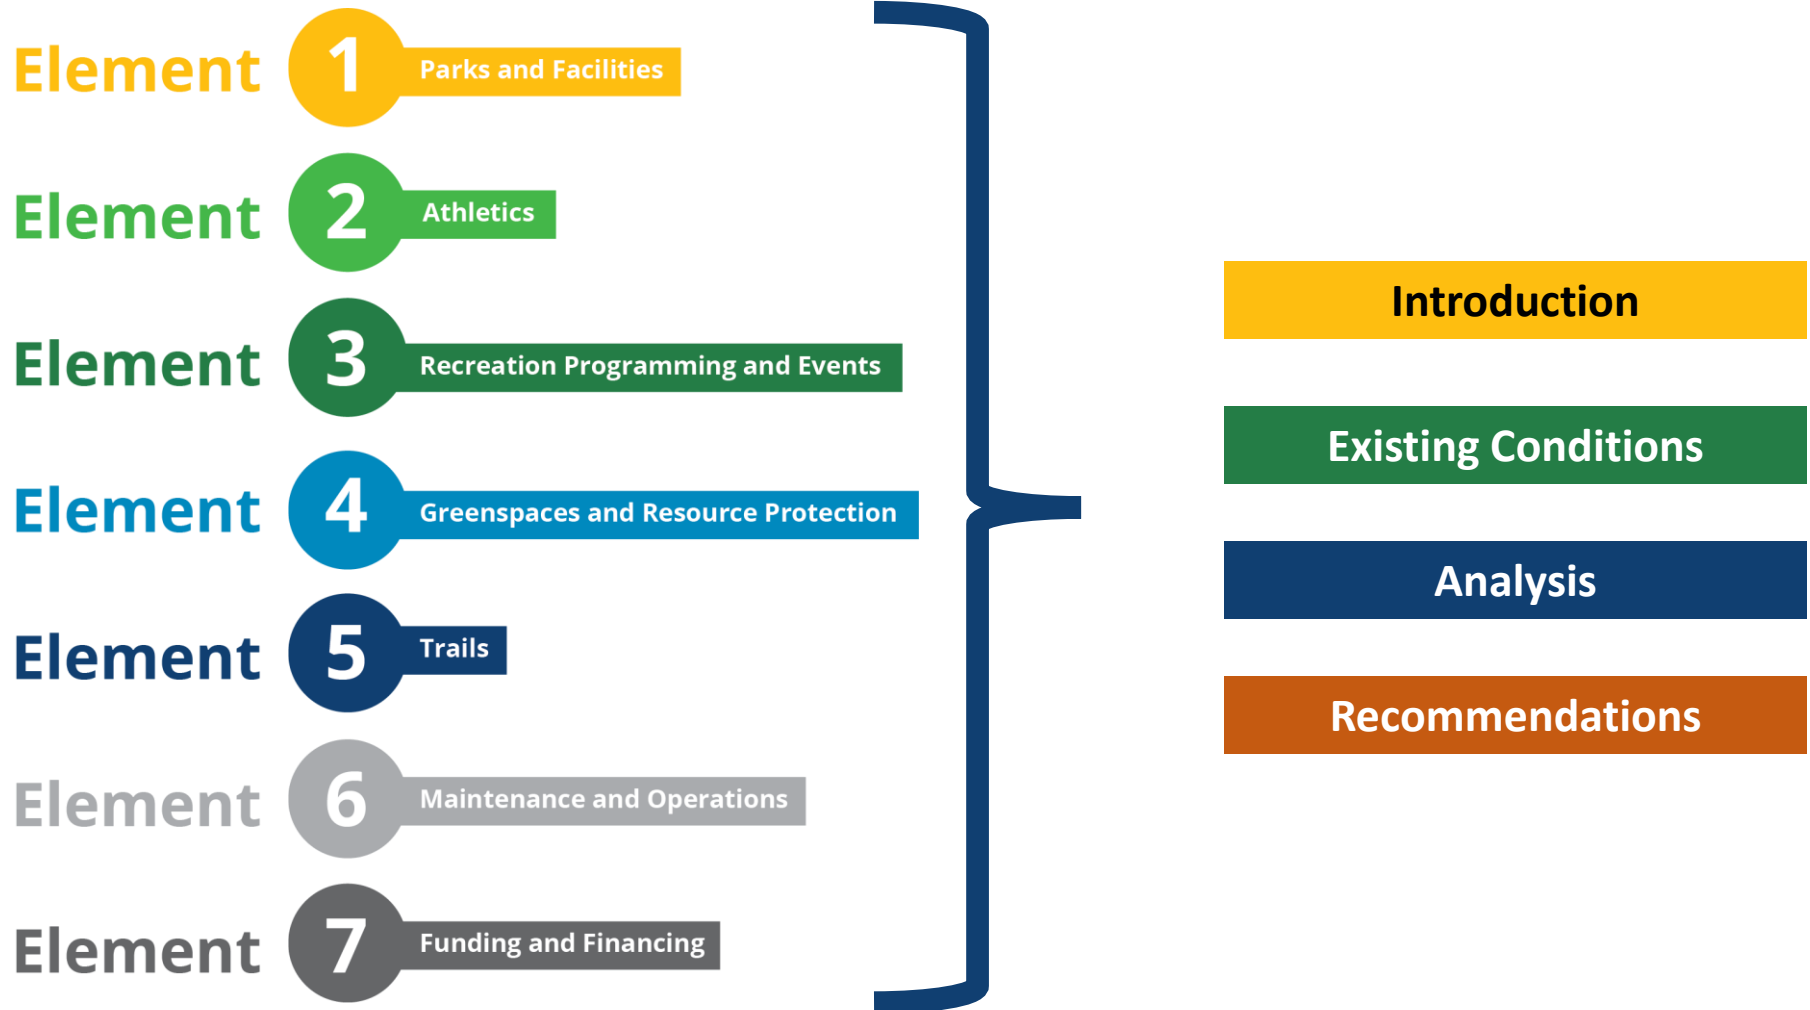 Element 1 Parks and Facilities
Element 2 Athletics
Element 3 Recreation Programming and Events
Element 4 Greenspaces and Resource Protection
Element 5 Trails
Element 6 Maintenance and Operations
Element 7 Funding and Financing
Introduction
Existing Conditions
Analysis
Recommendations